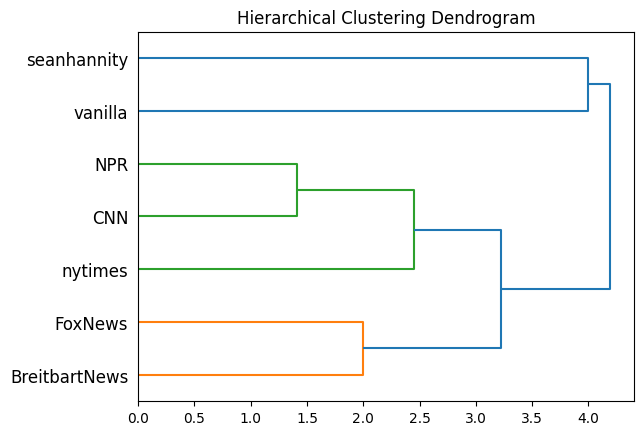 Hierarchical Clustering Dendrogram
seanhannity
vanilla
NPR
CNN
nytimes
FoxNews
BreitbartNews
0.0 0.5 1.0 1.5 2.0 2.5 3.0 3.5 4.0